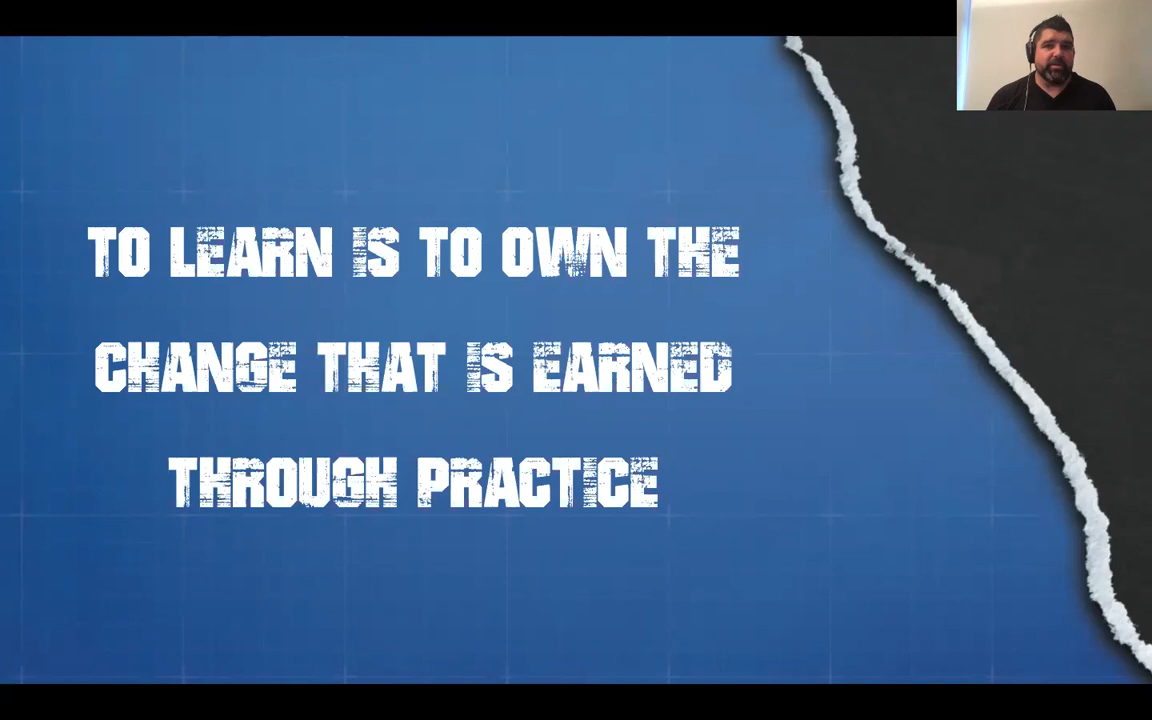 TO LEARN IS TO OWN THE
CHANGE THAT IS EARNED
THROUGH PRACTICE